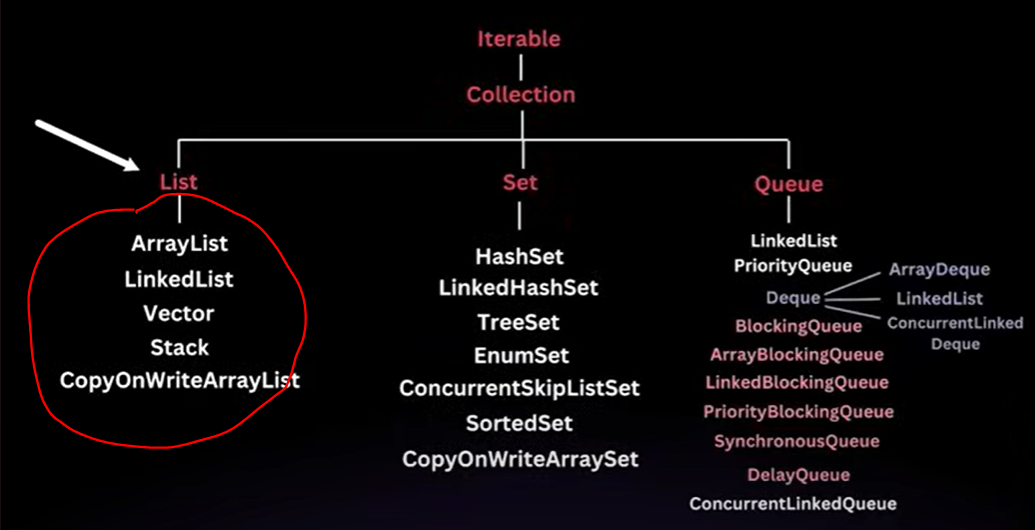 Iterable
Collection
List
Set
Queue
ArrayList
LinkedList
Vector
Stack
CopyOnWriteArrayList
HashSet
LinkedHashSet
TreeSet
EnumSet
ConcurrentSkipListSet
SortedSet
CopyOnWriteArraySet
LinkedList
PriorityQueue
Deque
ArrayDeque
LinkedList
ConcurrentLinked
Deque
BlockingQueue
ArrayBlockingQueue
LinkedBlockingQueue
PriorityBlockingQueue
SynchronousQueue
DelayQueue
ConcurrentLinkedQueue